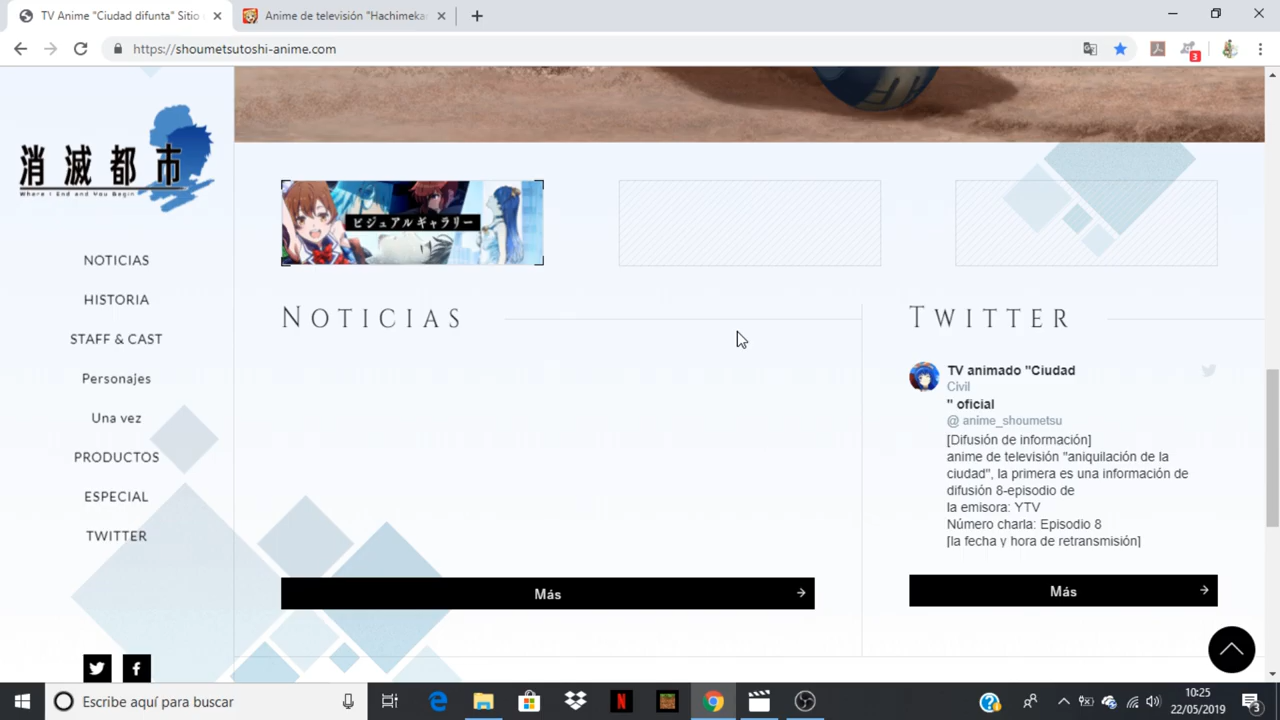 TV Anime "Ciudad difunta" Sitio
Anime de televisión "Hachimeka
https://shoumetsutoshi-anime.com
3
消滅都市
Where I End and You Begin
NOTICIAS
HISTORIA
STAFF & CAST
Personajes
Una vez
PRODUCTOS
ESPECIAL
TWITTER
ビジュアルギャラリー
NOTICIAS
Más
TWITTER
TV animado "Ciudad
Civil
" oficial
@ anime_shoumetsu
[Difusión de información]
anime de televisión "aniquilación de la
ciudad", la primera es una información de
difusión 8-episodio de
la emisora: YTV
Número charla: Episodio 8
[la fecha y hora de retransmisión]
Más
Escribe aquí para buscar
10:25
22/05/2019
3